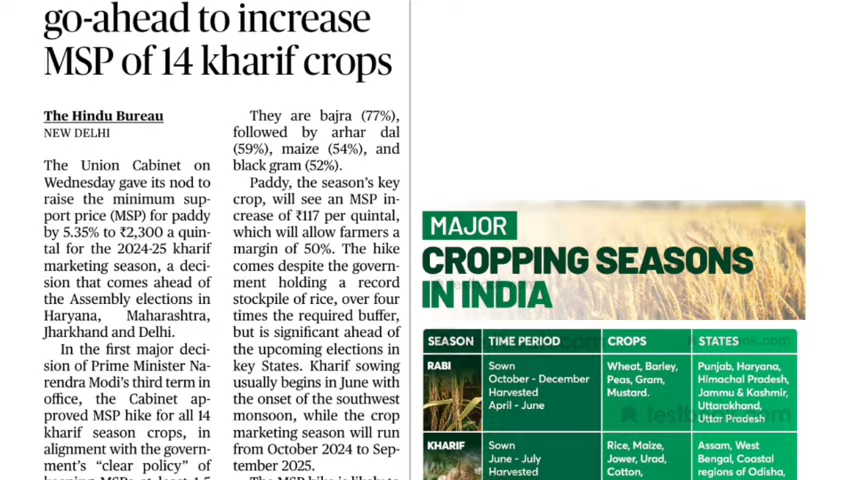 go-ahead to increase
MSP of 14 kharif crops
The Hindu Bureau
NEW DELHI
The Union Cabinet on
Wednesday gave its nod to
raise the minimum sup-
port price (MSP) for paddy
by 5.35% to ₹2,300 a quin-
tal for the 2024-25 kharif
marketing season, a deci-
sion that comes ahead of
the Assembly elections in
Haryana, Maharashtra,
Jharkhand and Delhi.
In the first major deci-
sion of Prime Minister Na-
rendra Modi's third term in
office, the Cabinet ap-
proved MSP hike for all 14
kharif season crops, in
alignment with the govern-
ment's “clear policy” of
They are bajra (77%),
followed by arhar dal
(59%), maize (54%), and
black gram (52%).
Paddy, the season's key
crop, will see an MSP in-
crease of ₹117 per quintal,
which will allow farmers a
margin of 50%. The hike
comes despite the govern-
ment holding a record
stockpile of rice, over four
times the required buffer,
but is significant ahead of
the upcoming elections in
key States. Kharif sowing
usually begins in June with
the onset of the southwest
monsoon, while the crop
marketing season will run
from October 2024 to Sep-
tember 2025.
MAJOR
CROPPING SEASONS
IN INDIA
SEASON TIME PERIOD CROPS STATES
RABI
Sown
October - December
Harvested
April - June
Wheat, Barley,
Peas, Gram,
Mustard.
Punjab, Haryana,
Himachal Pradesh,
Jammu & Kashmir,
Uttarakhand,
Uttar Pradesh
KHARIF
Sown
June - July
Harvested
Rice, Maize,
Jower, Urad,
Cotton,
Assam, West
Bengal, Coastal
regions of Odisha,